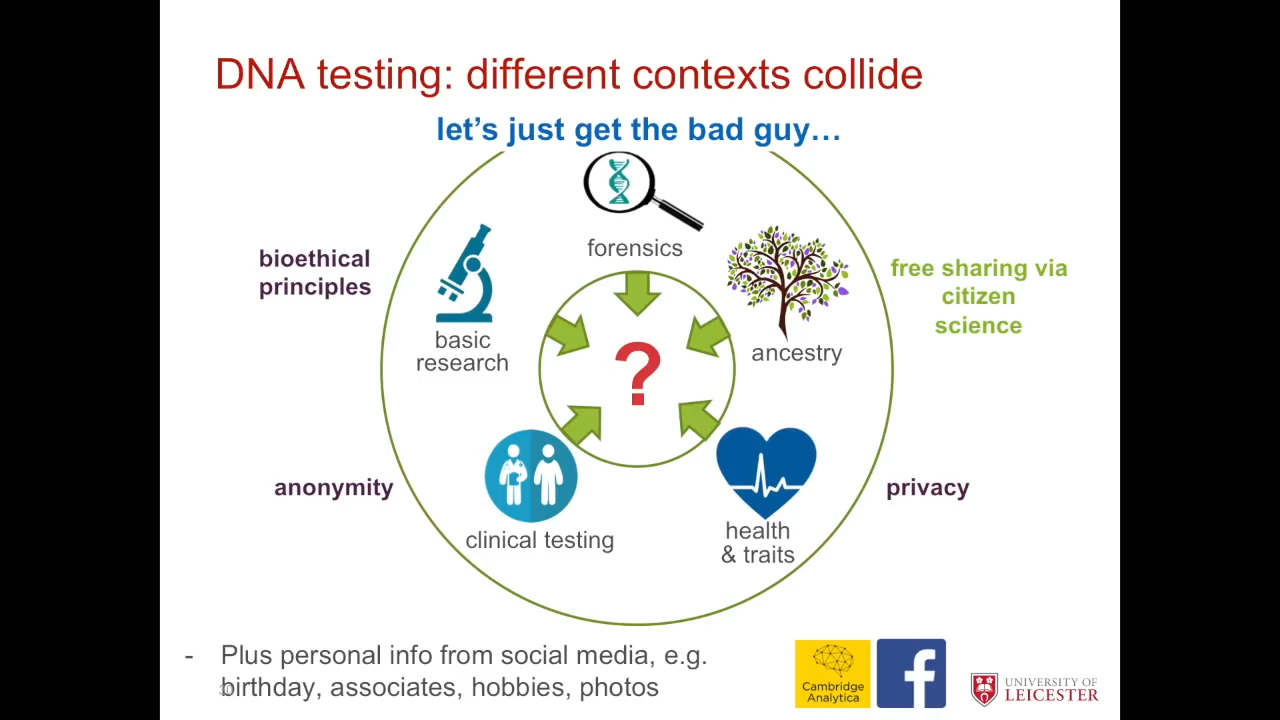 DNA testing: different contexts collide
let's just get the bad guy…
forensics
bioethical
principles
basic
research
ancestry
free sharing via
citizen
science
anonymity
clinical testing
health
& traits
privacy
- Plus personal info from social media, e.g.
birthday, associates, hobbies, photos
Cambridge
Analytica
f
UNIVERSITY OF
LEICESTER